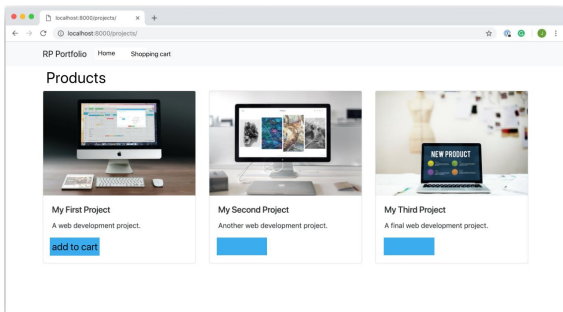 localhost:8000/projects/
localhost:8000/projects/
RP Portfolio Home Shopping cart
Products
NEW PRODUCT
My First Project My Second Project My Third Project
A web development project. Another web development project. A final web development project.
add to cart